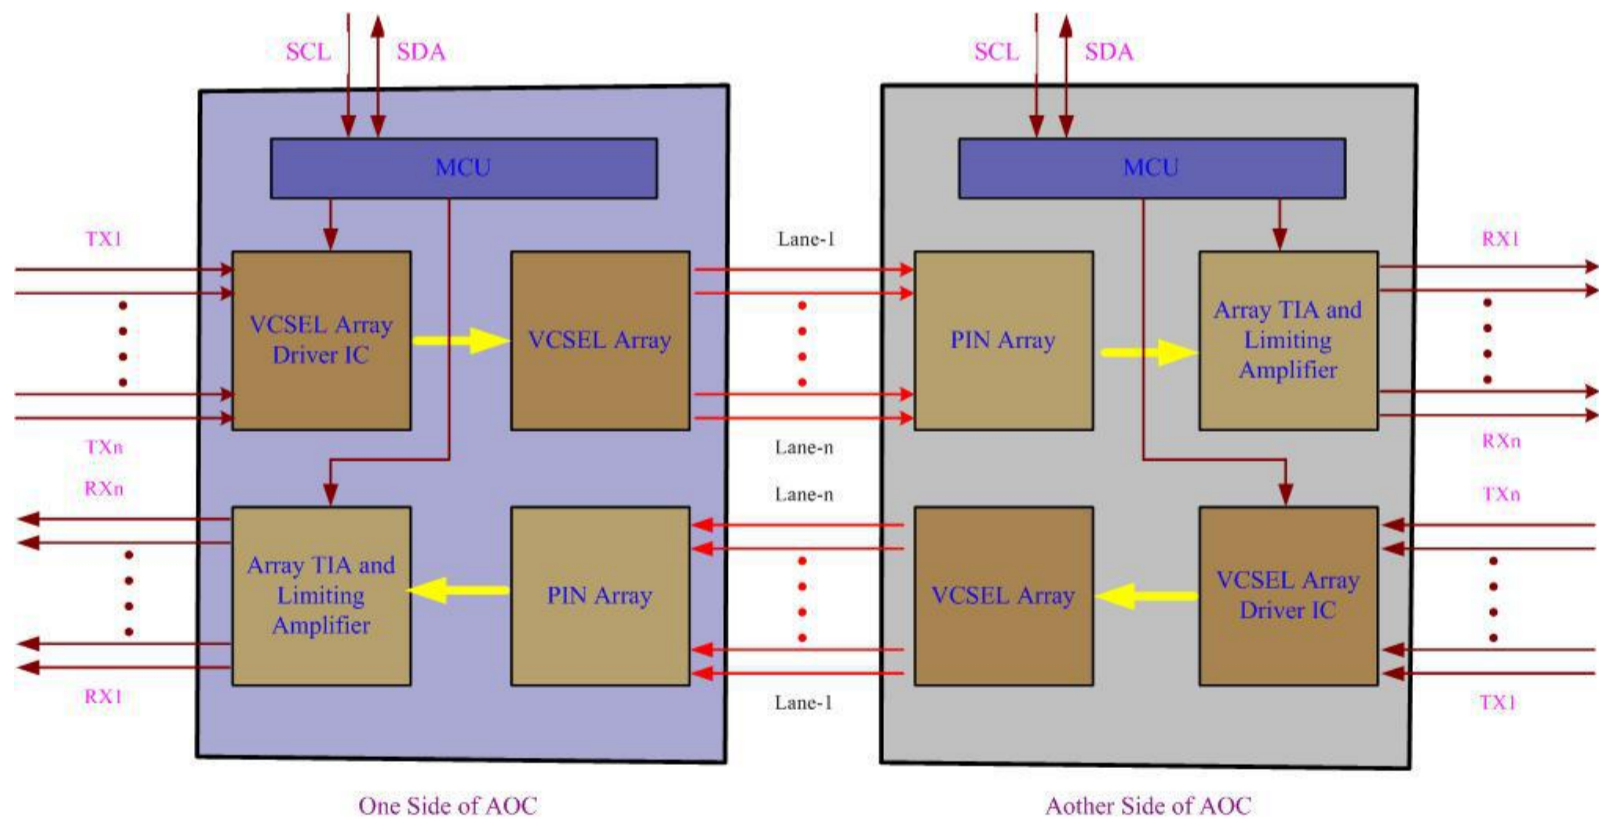 SCL
SDA
SCL
SDA
MCU
MCU
TX1
Lane-1
RX1
VCSEL Array
Driver IC
VCSEL Array
PIN Array
Array TIA and
Limiting
Amplifier
TXn
Lane-n
RXn
RXn
Lane-n
TXn
Array TIA and
Limiting
Amplifier
PIN Array
VCSEL Array
VCSEL Array
Driver IC
RX1
Lane-1
TX1
One Side of AOC
Aother Side of AOC